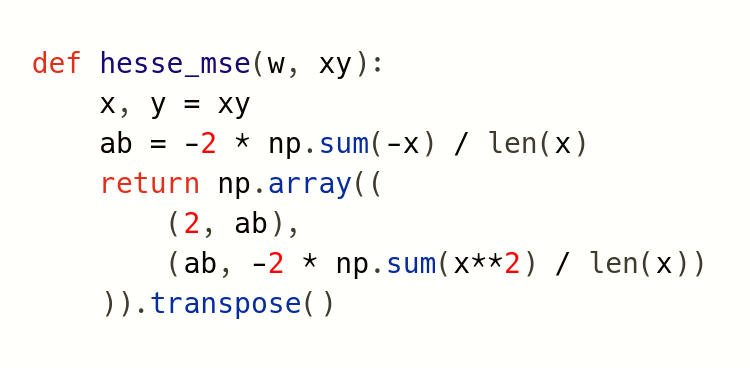 def hesse_mse(w, xy):
    x, y = xy
    ab = -2 * np.sum(-x) / len(x)
    return np.array((
        (2, ab),
        (ab, -2 * np.sum(x**2) / len(x))
    )).transpose()